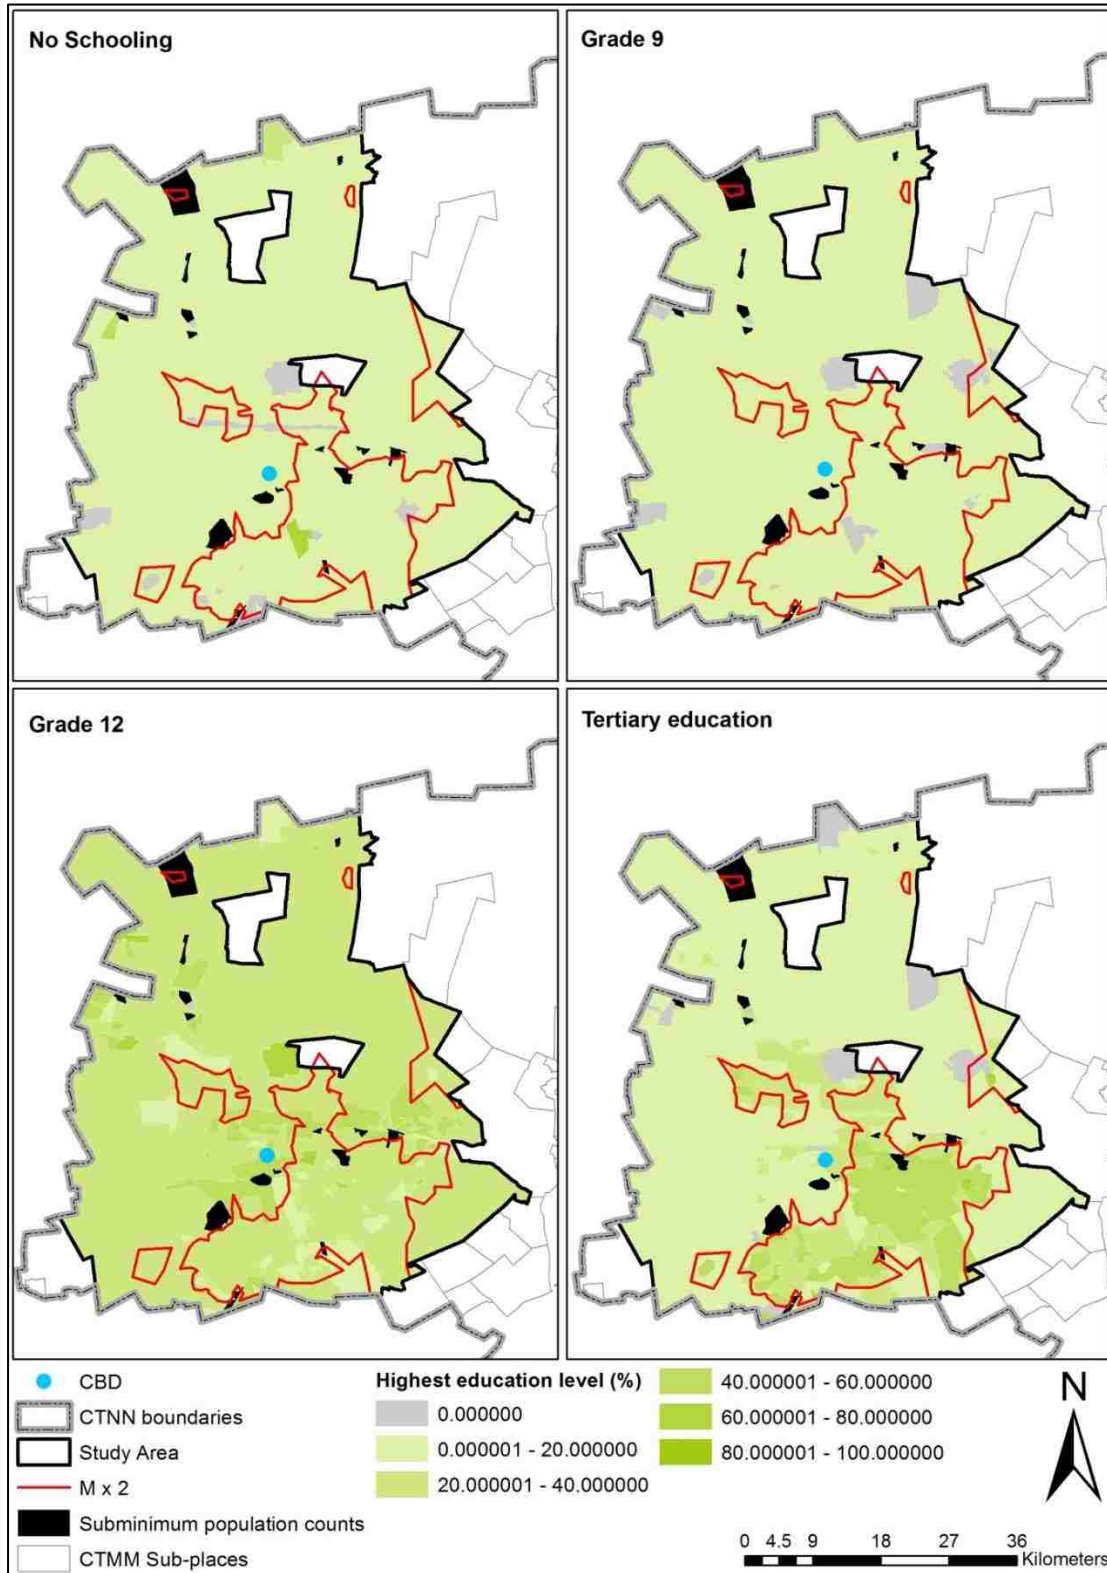 No Schooling
Grade 9
Grade 12
Tertiary education
CBD
CTNN boundaries
Study Area
M x 2
Subminimum population counts
CTMM Sub-places
Highest education level (%)
0.000000
0.000001 - 20.000000
20.000001 - 40.000000
40.000001 - 60.000000
60.000001 - 80.000000
80.000001 - 100.000000
N
0 4.5 9 18 27 36
Kilometers